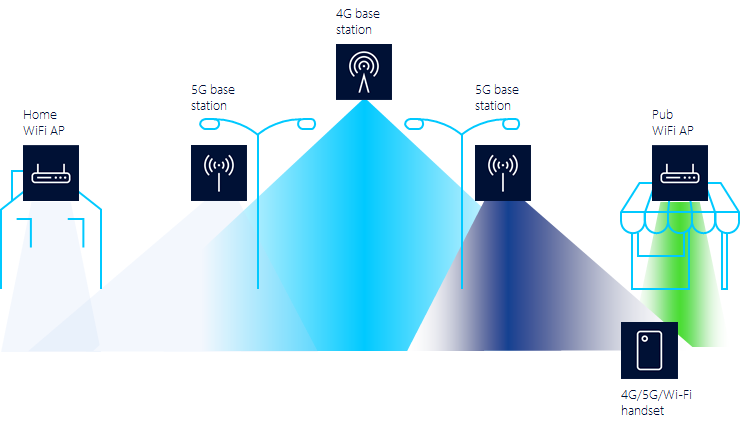 4G base
station
5G base
station
5G base
station
Home
WiFi AP
Pub
WiFi AP
4G/5G/Wi-Fi
handset